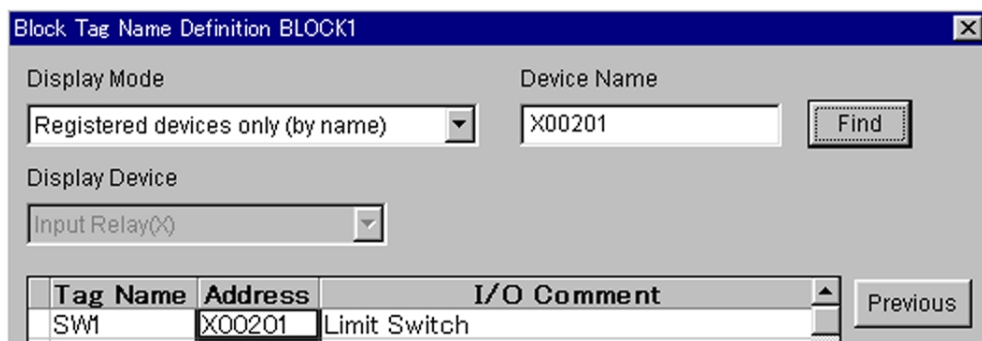 Block Tag Name Definition BLOCK1
Display Mode Device Name
Registered devices only (by name) X00201 Find
Display Device
Input Relay(X)
Tag Name Address I/O Comment Previous
SW1 X00201 Limit Switch